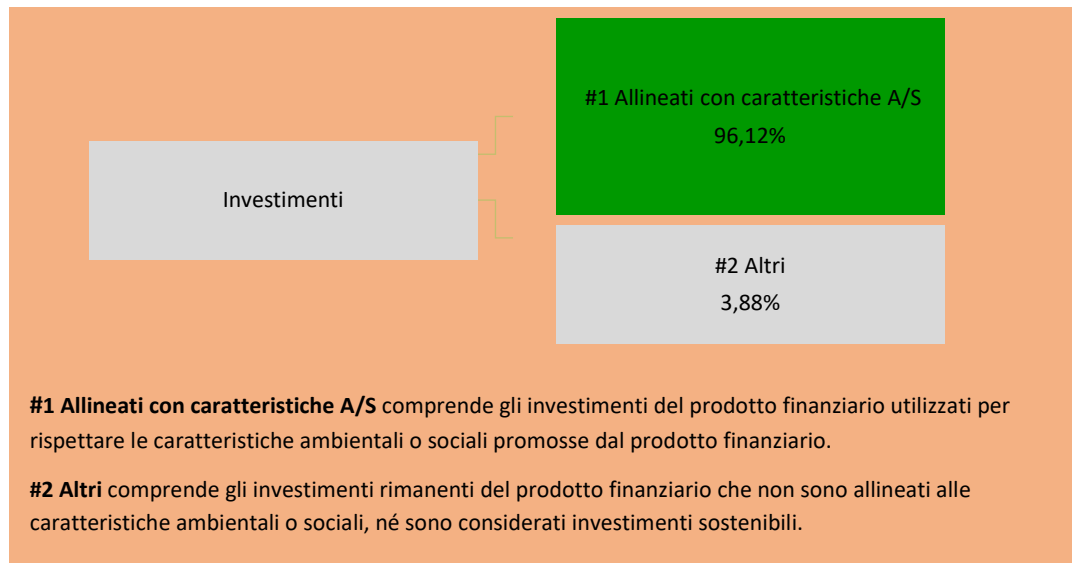 #1 Allineati con caratteristiche A/S
96,12%
Investimenti
#2 Altri
3,88%
#1 Allineati con caratteristiche A/S comprende gli investimenti del prodotto finanziario utilizzati per
rispettare le caratteristiche ambientali o sociali promosse dal prodotto finanziario.
#2 Altri comprende gli investimenti rimanenti del prodotto finanziario che non sono allineati alle
caratteristiche ambientali o sociali, né sono considerati investimenti sostenibili.